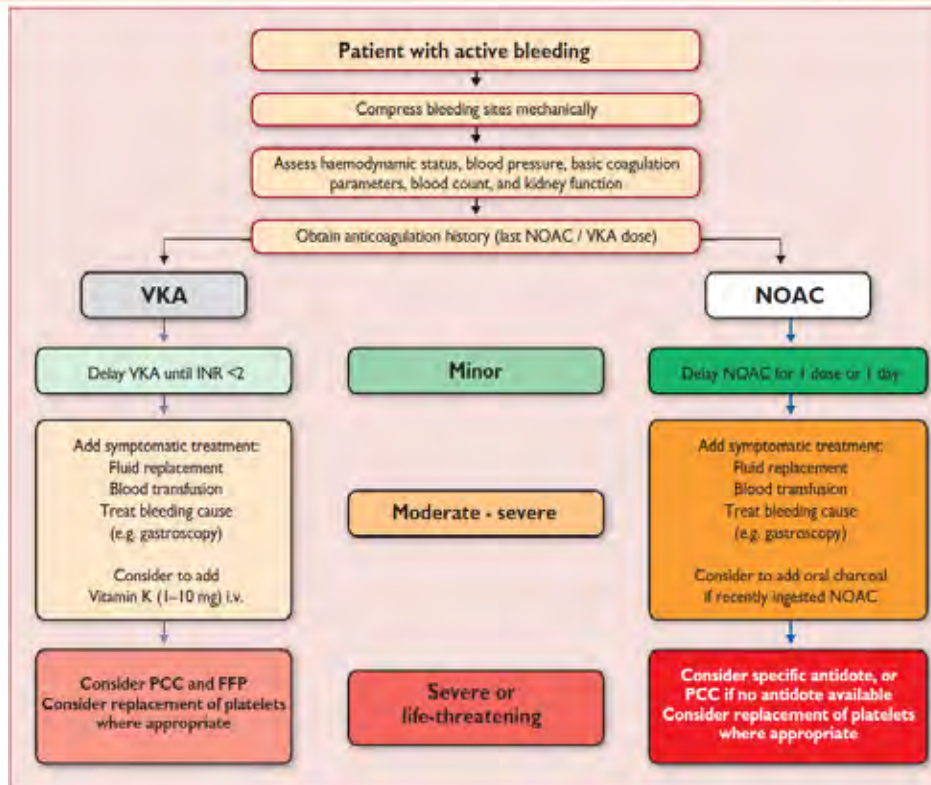 Patient with active bleeding
Compress bleeding sites mechanically
Assess haemodynamic status, blood pressure, basic coagulation
parameters, blood count, and kidney function
Obtain anticoagulation history (last NOAC / VKA dose)
VKA
NOAC
Delay VKA until INR <2
Minor
Delay NOAC for 1 dose or 1 day
Add symptomatic treatment:
Fluid replacement
Blood transfusion
Treat bleeding cause
(e.g. gastroscopy)
Consider to add
Vitamin K (1–10 mg) i.v.
Moderate - severe
Add symptomatic treatment:
Fluid replacement
Blood transfusion
Treat bleeding cause
(e.g. gastroscopy)
Consider to add oral charcoal
if recently ingested NOAC
Consider PCC and FFP
Consider replacement of platelets
where appropriate
Severe or
life-threatening
Consider specific antidote, or
PCC if no antidote available
Consider replacement of platelets
where appropriate